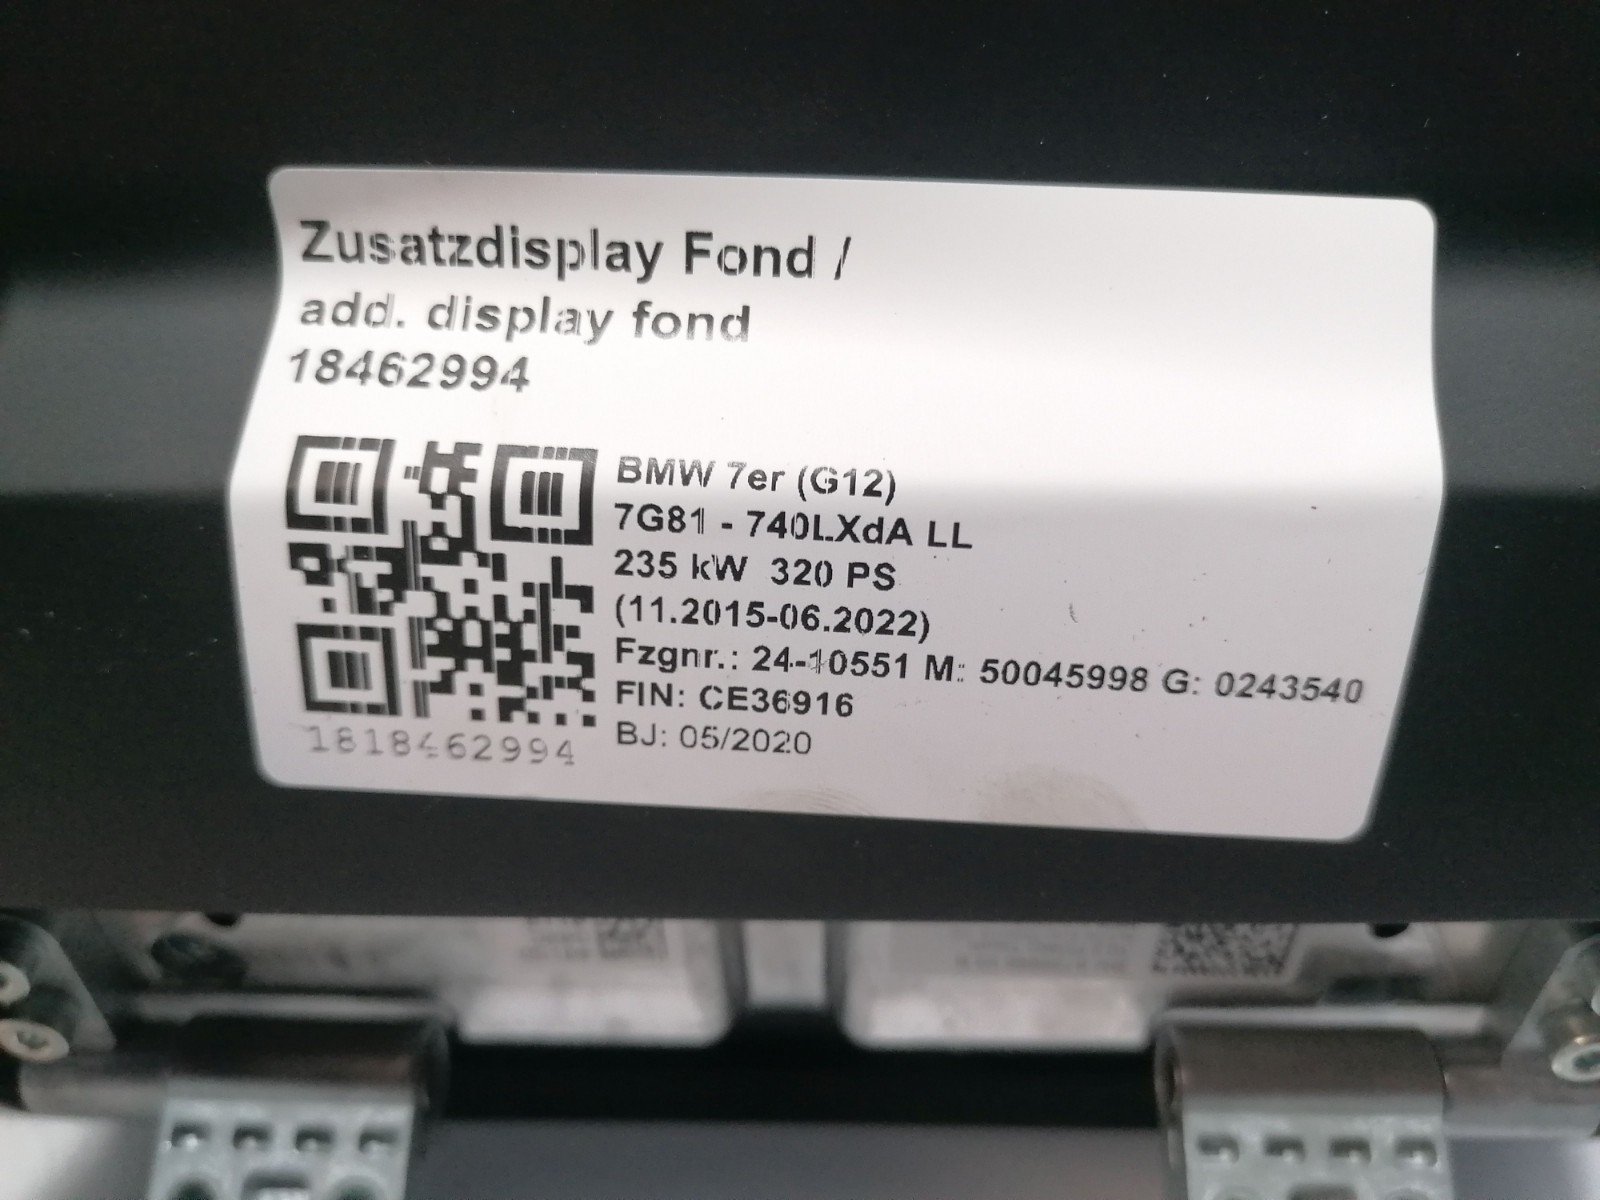 Zusatzdisplay Fond /
add. display fond
18462994
BMW 7er (G12)
7G81 - 740LXdA LL
235 kW 320 PS
(11.2015-06.2022)
Fzgnr.: 24-10551 M: 50045998 G: 0243540
FIN: CE36916
BJ: 05/2020
1818462994